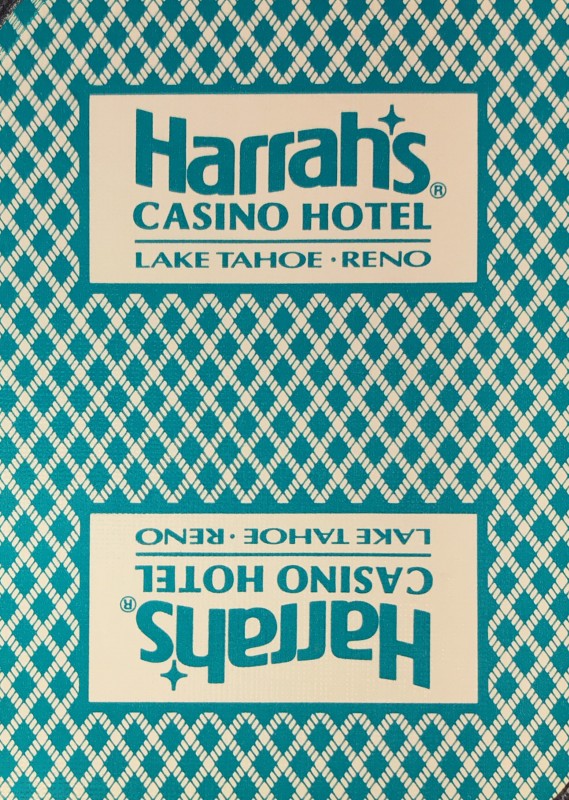 Harrah's®
CASINO HOTEL
LAKE TAHOE · RENO
LAKE TAHOE · RENO
CASINO HOTEL
Harrah's®